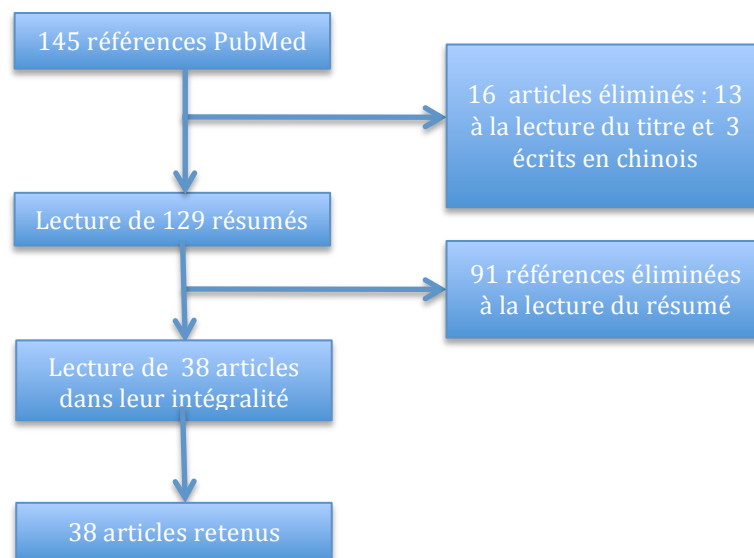 145 références PubMed
16 articles éliminés : 13
à la lecture du titre et 3
écrits en chinois
Lecture de 129 résumés
91 références éliminées
à la lecture du résumé
Lecture de 38 articles
dans leur intégralité
38 articles retenus